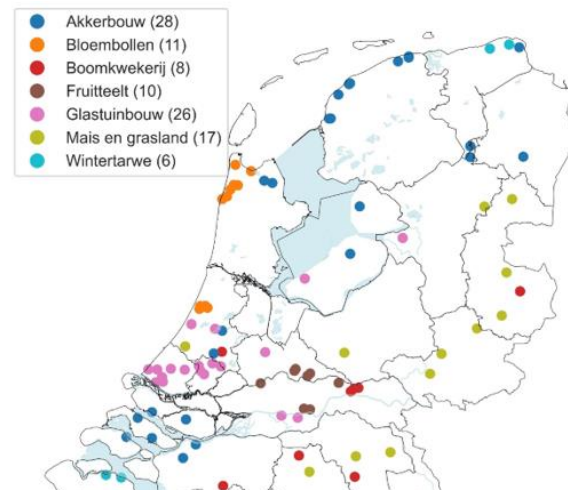 Akkerbouw (28)
Bloembollen (11)
Boomkwekerij (8)
Fruitteelt (10)
Glastuinbouw (26)
Mais en grasland (17)
Wintertarwe (6)